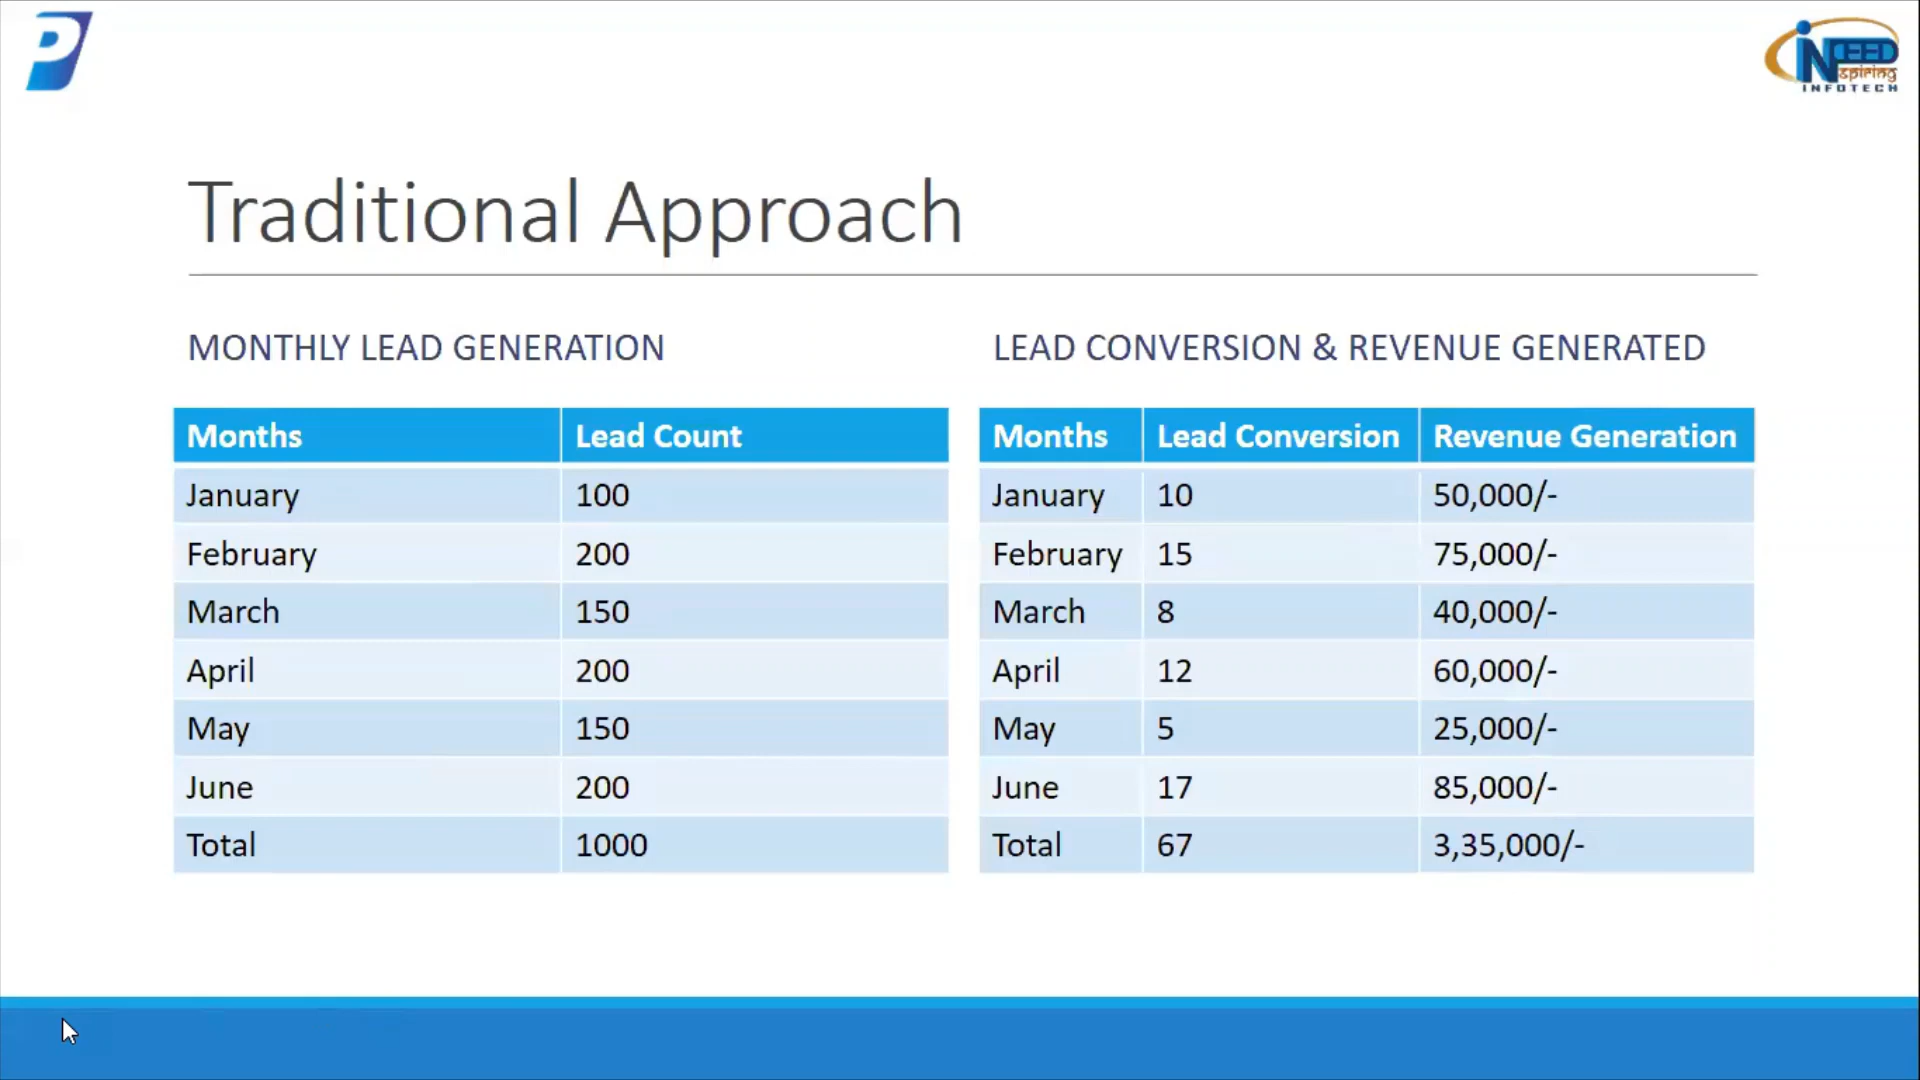 P
iNEED
nspiring
INFOTECH
Traditional Approach
MONTHLY LEAD GENERATION
Months Lead Count
January 100
February 200
March 150
April 200
May 150
June 200
Total 1000
LEAD CONVERSION & REVENUE GENERATED
Months Lead Conversion Revenue Generation
January 10 50,000/-
February 15 75,000/-
March 8 40,000/-
April 12 60,000/-
May 5 25,000/-
June 17 85,000/-
Total 67 3,35,000/-